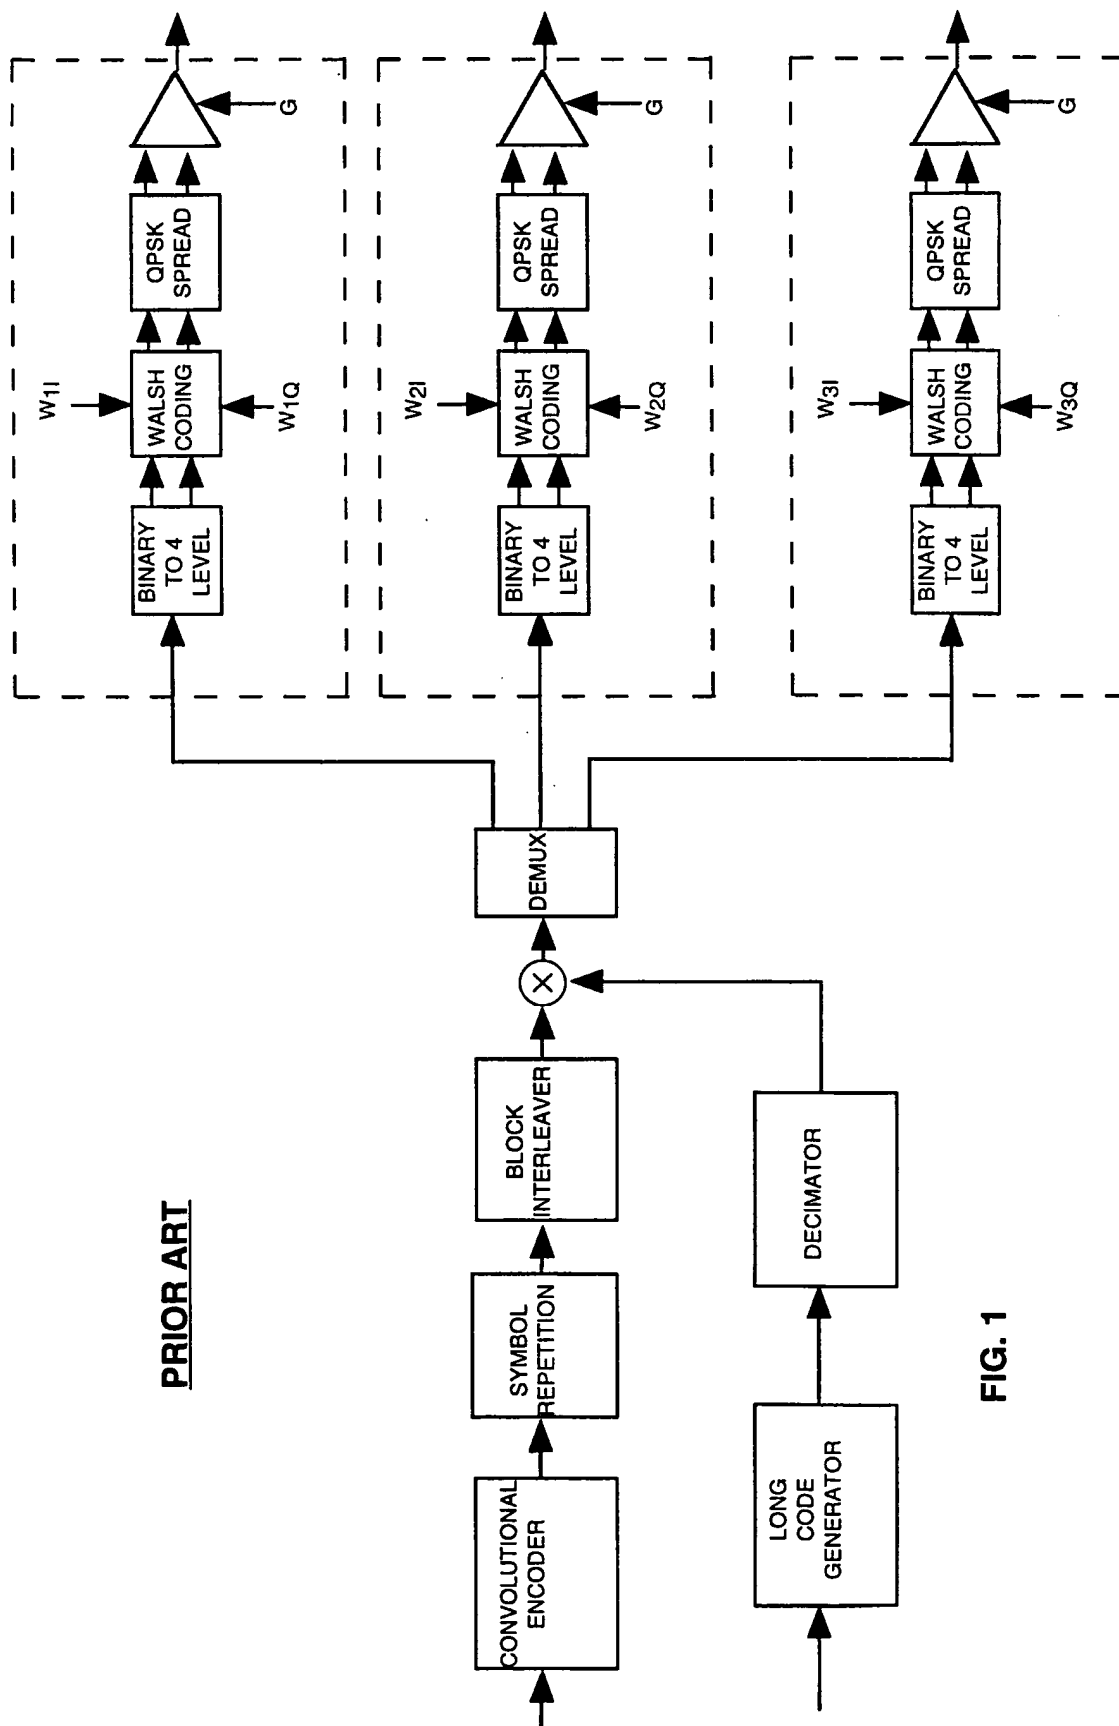 PRIOR ART
CONVOLUTIONAL
ENCODER
SYMBOL
REPETITION
BLOCK
INTERLEAVER
LONG
CODE
GENERATOR
DECIMATOR
X
DEMUX
BINARY
TO 4
LEVEL
W1I
WALSH
CODING
W1Q
QPSK
SPREAD
G
BINARY
TO 4
LEVEL
W2I
WALSH
CODING
W2Q
QPSK
SPREAD
G
BINARY
TO 4
LEVEL
W3I
WALSH
CODING
W3Q
QPSK
SPREAD
G
FIG. 1